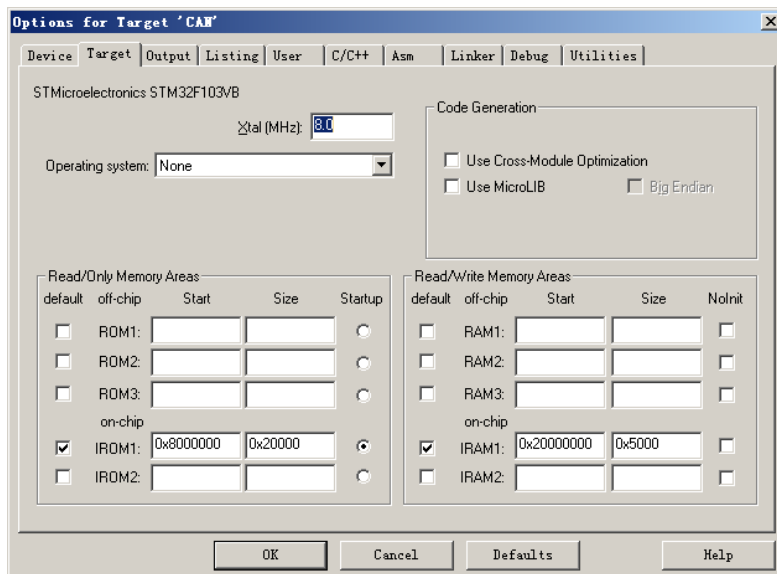 Options for Target 'CAN'
Device Target Output Listing User C/C++ Asm Linker Debug Utilities
STMicroelectronics STM32F103VB
Xtal (MHz): 8.0
Operating system: None
Code Generation
Use Cross-Module Optimization
Use MicroLIB Big Endian
Read/Only Memory Areas
default off-chip Start Size Startup
ROM1:
ROM2:
ROM3:
on-chip
IROM1: 0x8000000 0x20000
IROM2:
Read/Write Memory Areas
default off-chip Start Size NoInit
RAM1:
RAM2:
RAM3:
on-chip
IRAM1: 0x20000000 0x5000
IRAM2:
OK Cancel Defaults Help